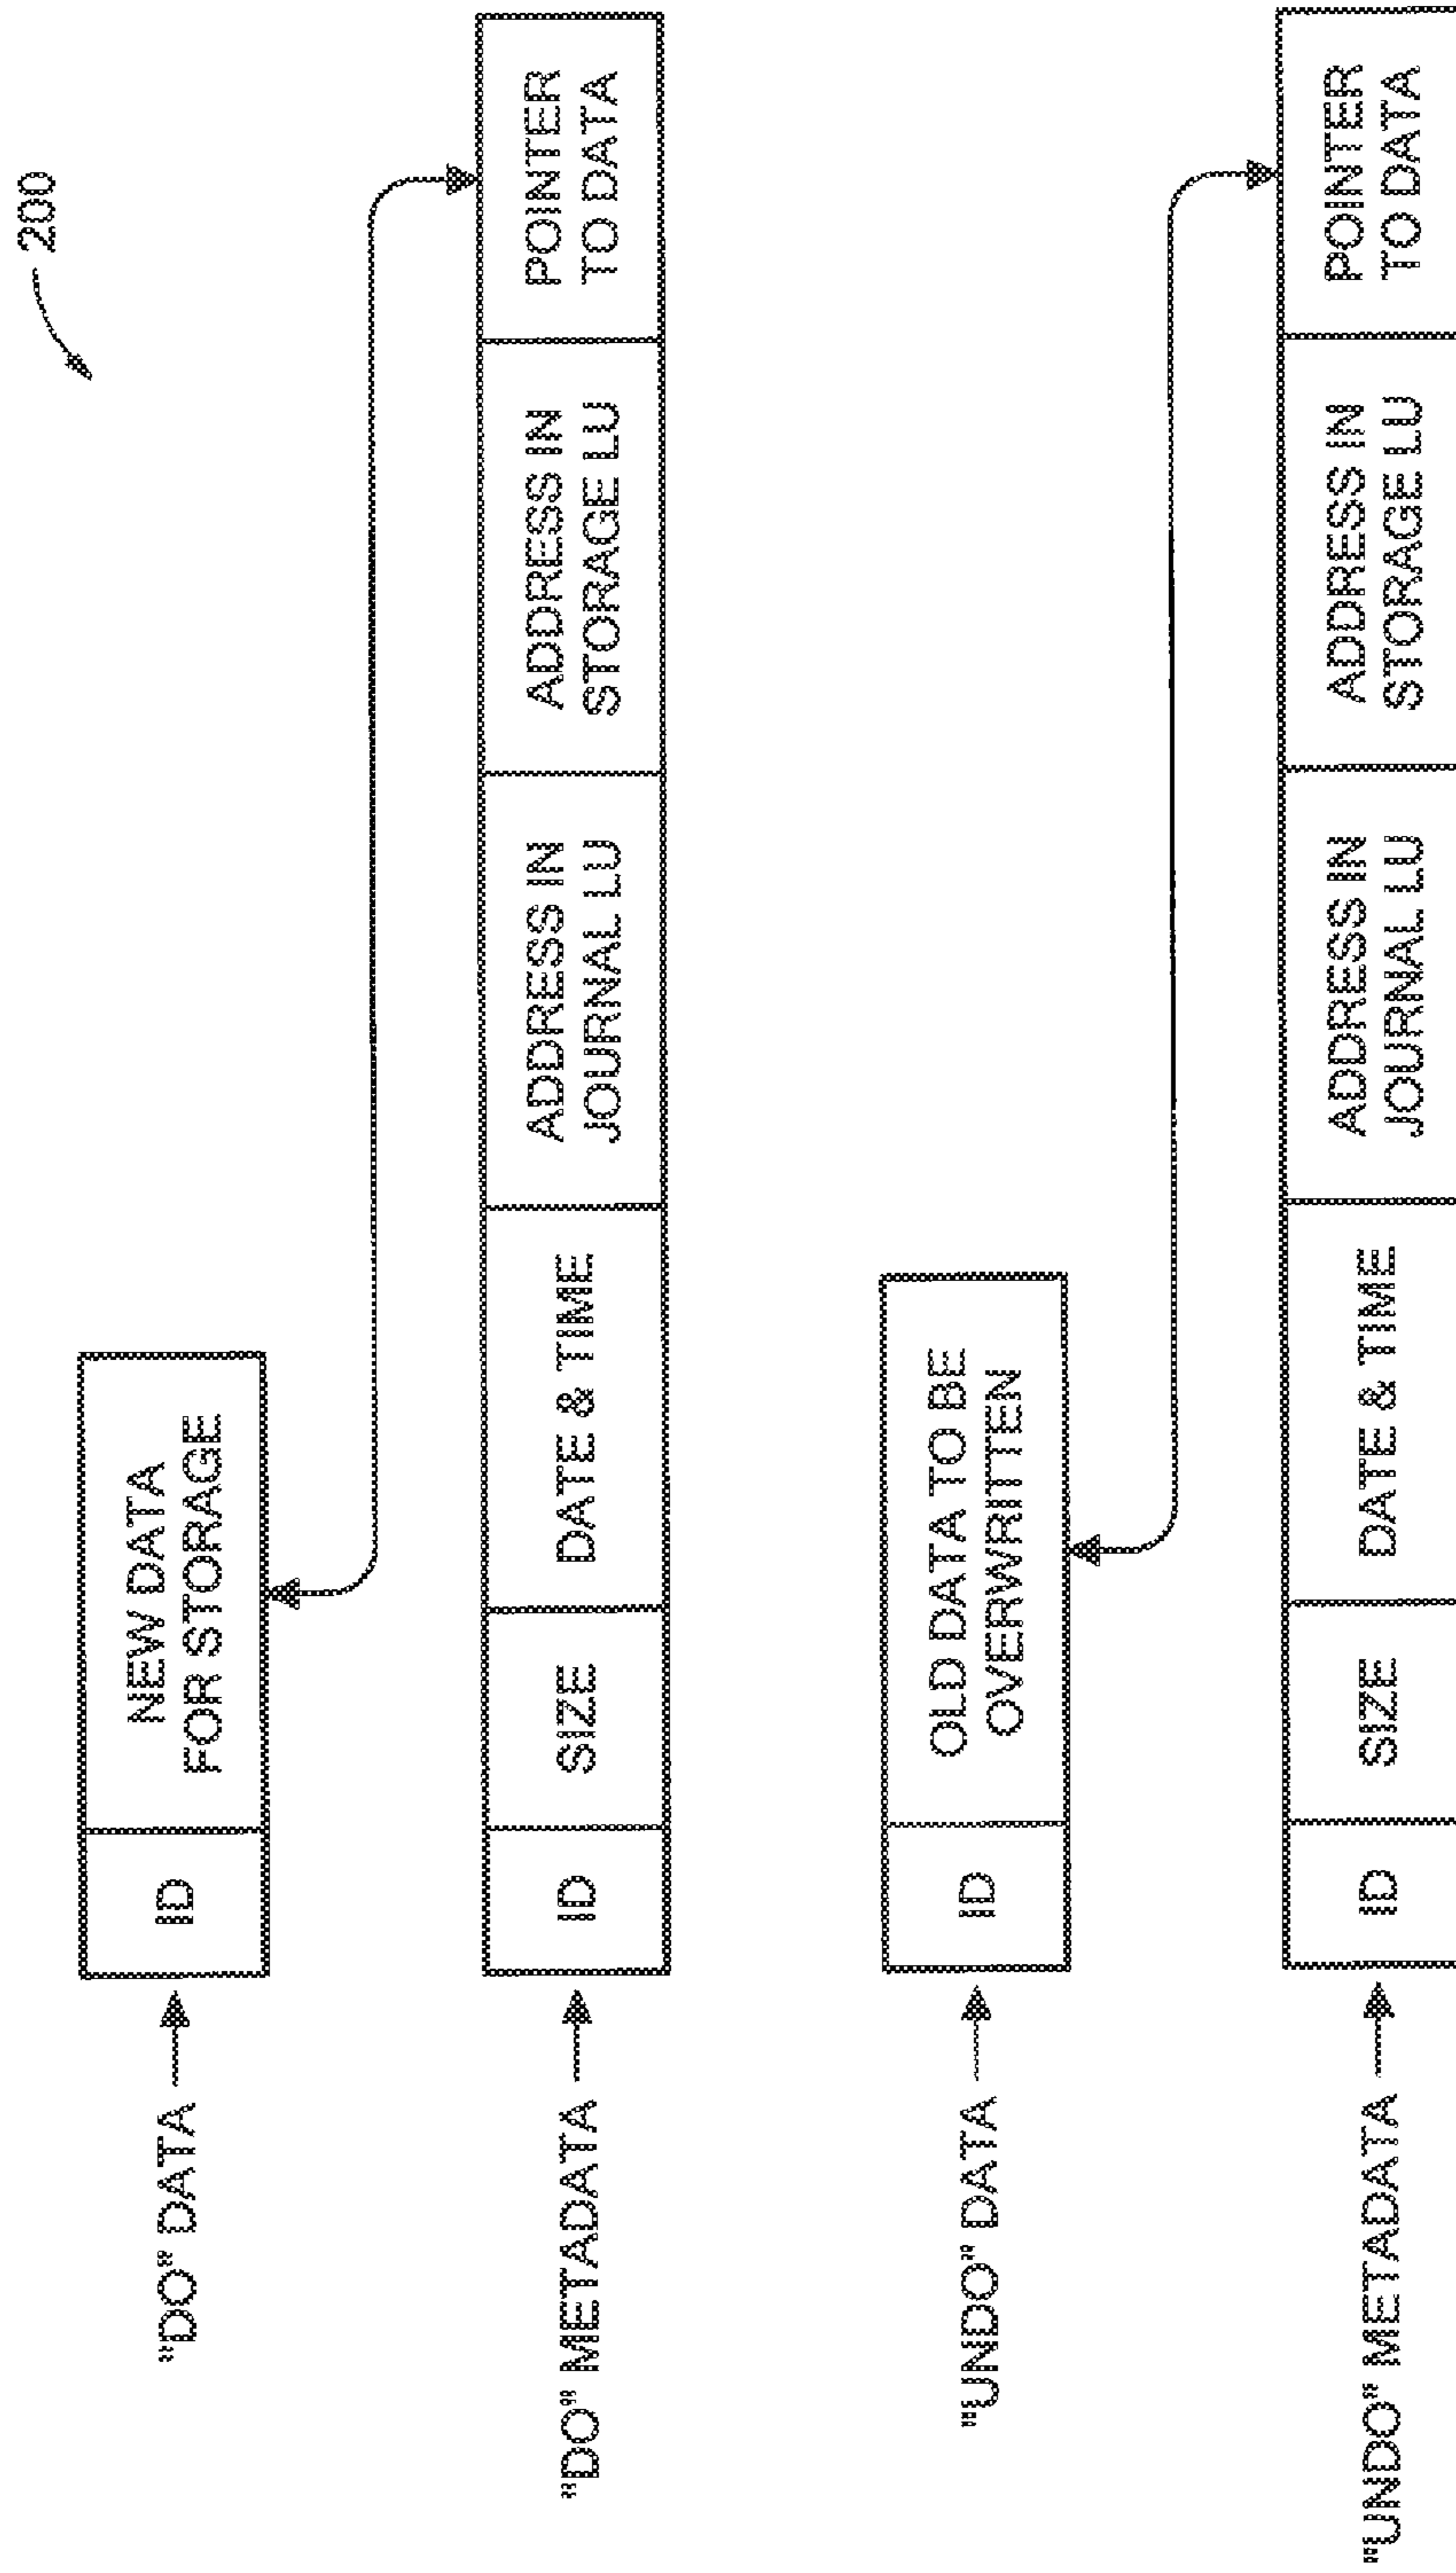 200
"DO" DATA
ID
NEW DATA
FOR STORAGE
"DO" METADATA
ID
SIZE
DATE & TIME
ADDRESS IN
JOURNAL LU
ADDRESS IN
STORAGE LU
POINTER
TO DATA
"UNDO" DATA
ID
OLD DATA TO BE
OVERWRITTEN
"UNDO" METADATA
ID
SIZE
DATE & TIME
ADDRESS IN
JOURNAL LU
ADDRESS IN
STORAGE LU
POINTER
TO DATA